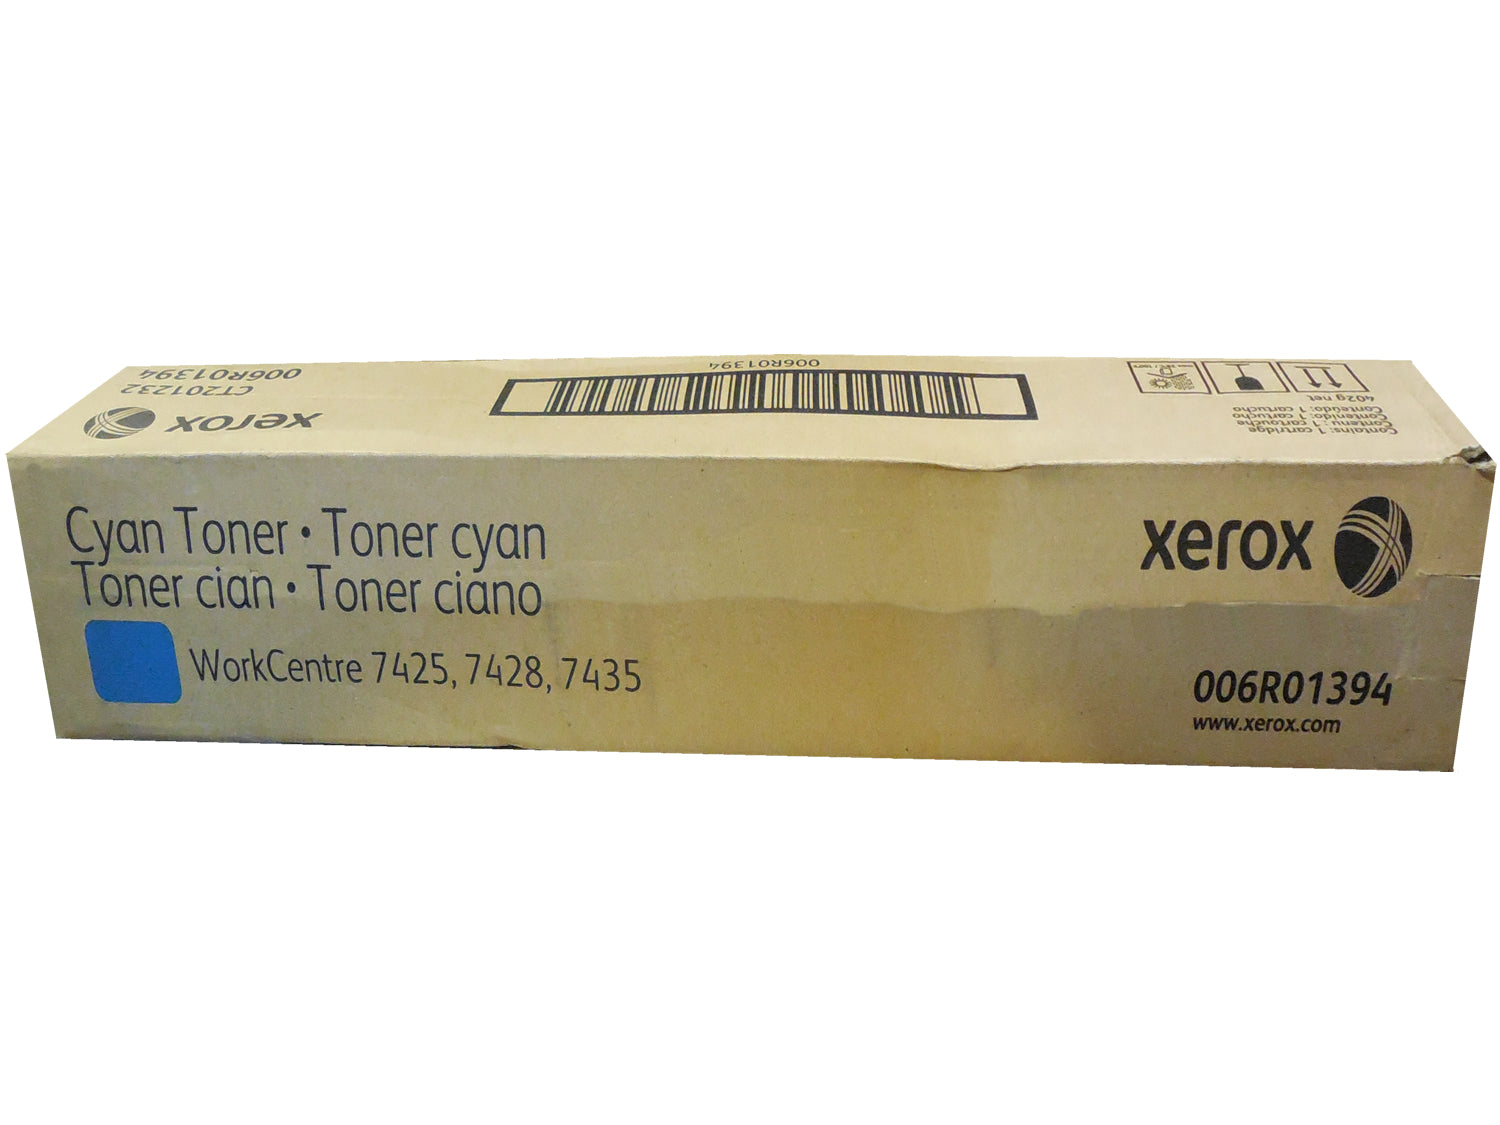 006R01394
CT201232
xerox
006R01394
402g net
Contenido: 1 cartucho
Conteúdo: 1 cartucho
Contenu : 1 cartouche
Contains: 1 cartridge
Cyan Toner • Toner cyan
Toner cian • Toner ciano
WorkCentre 7425, 7428, 7435
xerox
006R01394
www.xerox.com